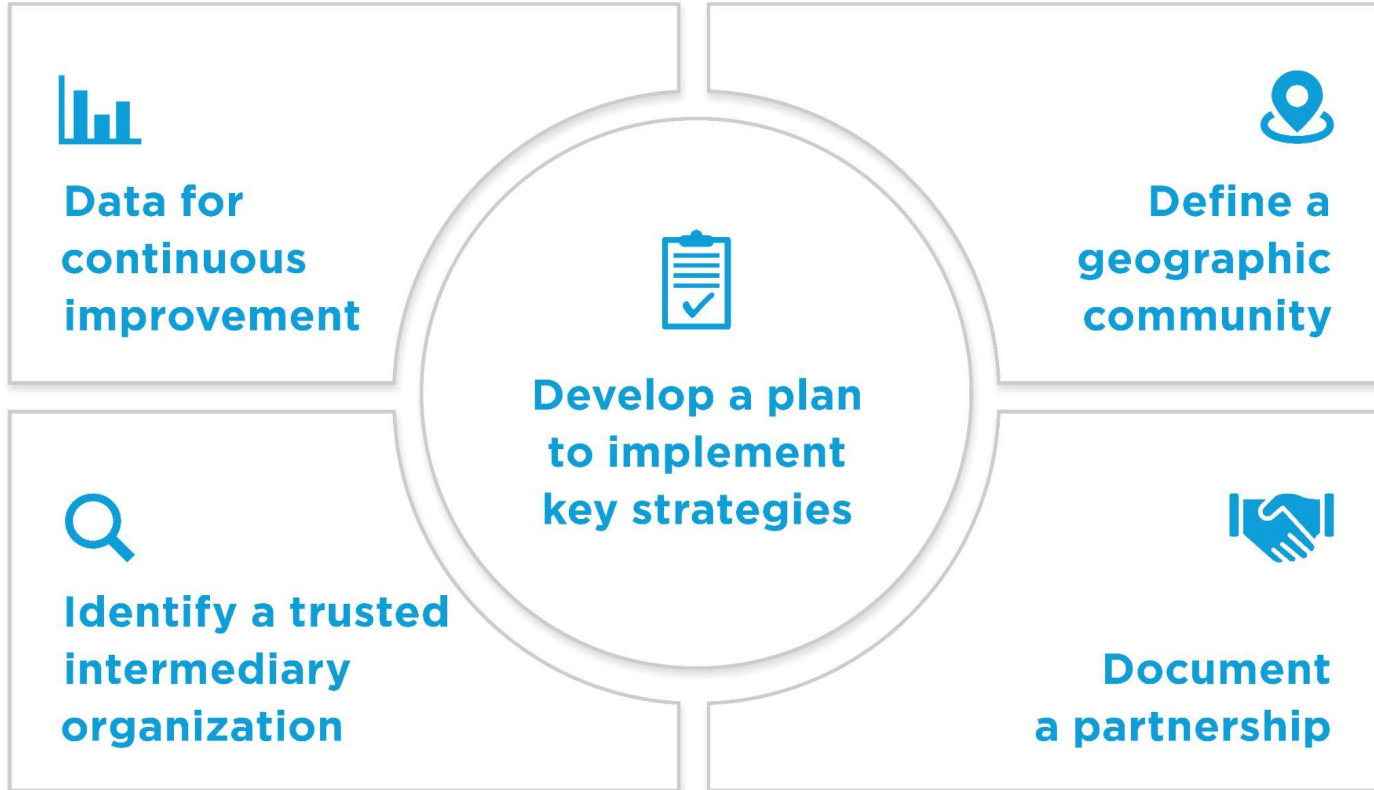 Data for
continuous
improvement
Define a
geographic
community
Develop a plan
to implement
key strategies
Identify a trusted
intermediary
organization
Document
a partnership